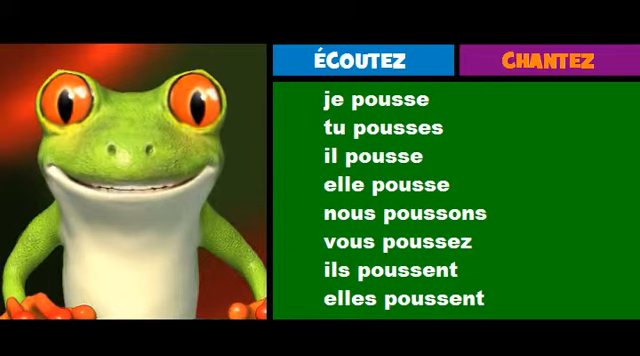 ÉCOUTEZ
CHANTEZ
je pousse
tu pousses
il pousse
elle pousse
nous poussons
vous poussez
ils poussent
elles poussent